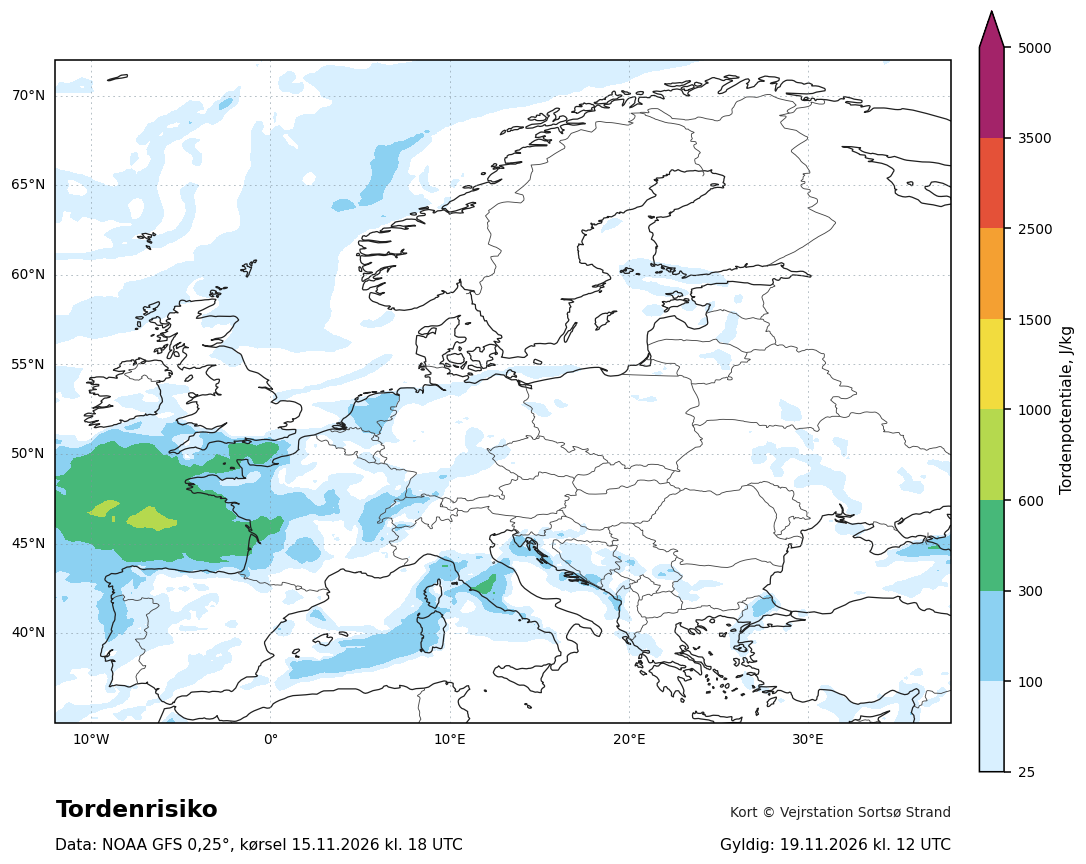 5000
3500
2500
1500
1000
600
300
100
25
Tordenpotentiale, J/kg
70°N
65°N
60°N
55°N
50°N
45°N
40°N
10°W
0°
10°E
20°E
30°E
Tordenrisiko
Kort © Vejrstation Sortsø Strand
Data: NOAA GFS 0,25°, kørsel 15.11.2026 kl. 18 UTC
Gyldig: 19.11.2026 kl. 12 UTC